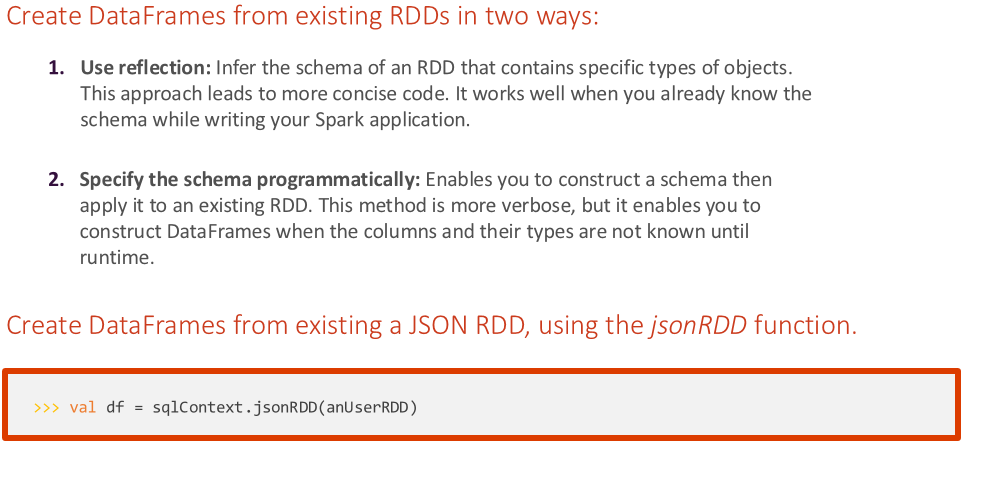 Create DataFrames from existing RDDs in two ways:
1. Use reflection: Infer the schema of an RDD that contains specific types of objects.
This approach leads to more concise code. It works well when you already know the
schema while writing your Spark application.
2. Specify the schema programmatically: Enables you to construct a schema then
apply it to an existing RDD. This method is more verbose, but it enables you to
construct DataFrames when the columns and their types are not known until
runtime.
Create DataFrames from existing a JSON RDD, using the jsonRDD function.
>>> val df = sqlContext.jsonRDD(anUserRDD)